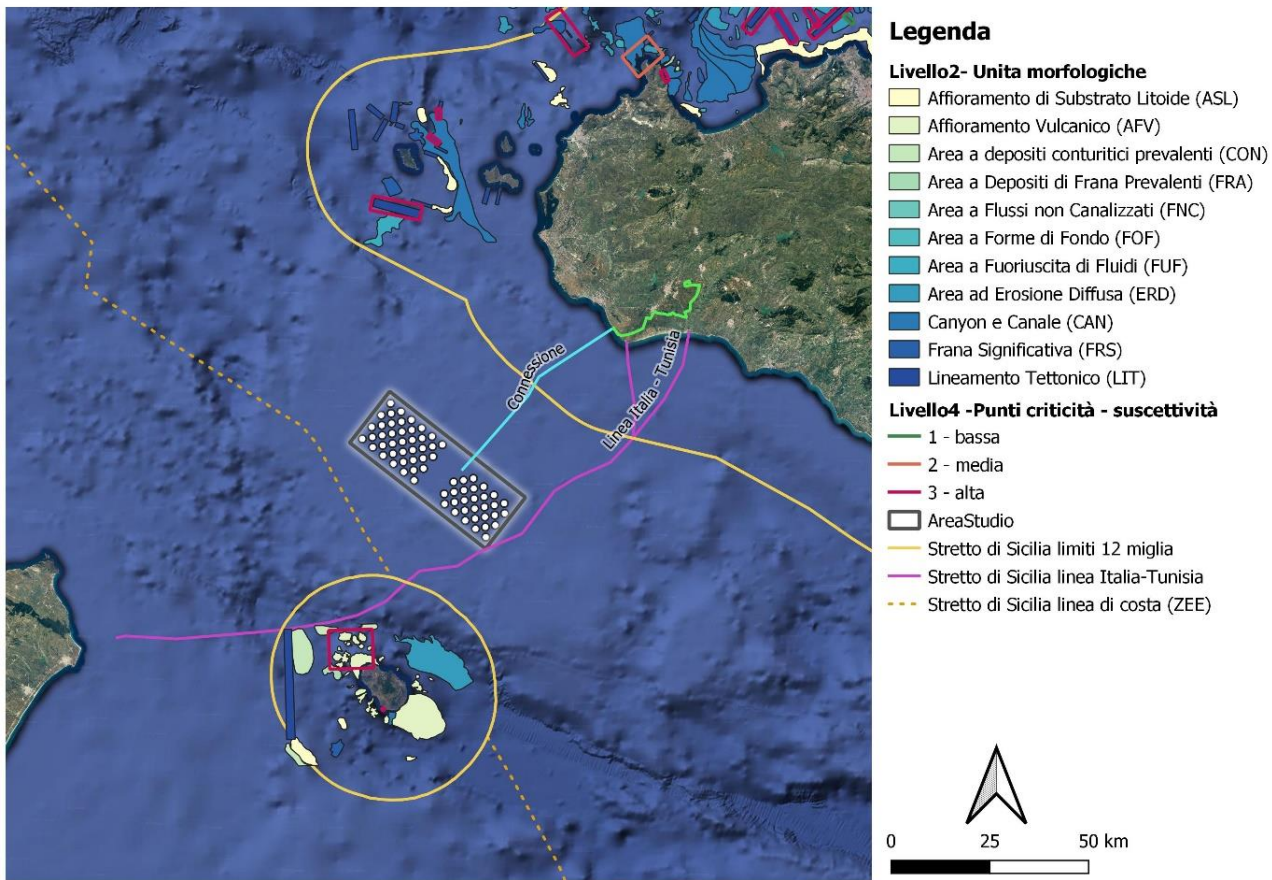 Connessione
Linea Italia - Tunisia
Legenda
Livello2- Unita morfologiche
Affioramento di Substrato Litoide (ASL)
Affioramento Vulcanico (AFV)
Area a depositi conturitici prevalenti (CON)
Area a Depositi di Frana Prevalenti (FRA)
Area a Flussi non Canalizzati (FNC)
Area a Forme di Fondo (FOF)
Area a Fuoriuscita di Fluidi (FUF)
Area ad Erosione Diffusa (ERD)
Canyon e Canale (CAN)
Frana Significativa (FRS)
Lineamento Tettonico (LIT)
Livello4 -Punti criticità - suscettività
1 - bassa
2 - media
3 - alta
AreaStudio
Stretto di Sicilia limiti 12 miglia
Stretto di Sicilia linea Italia-Tunisia
Stretto di Sicilia linea di costa (ZEE)
0 25 50 km